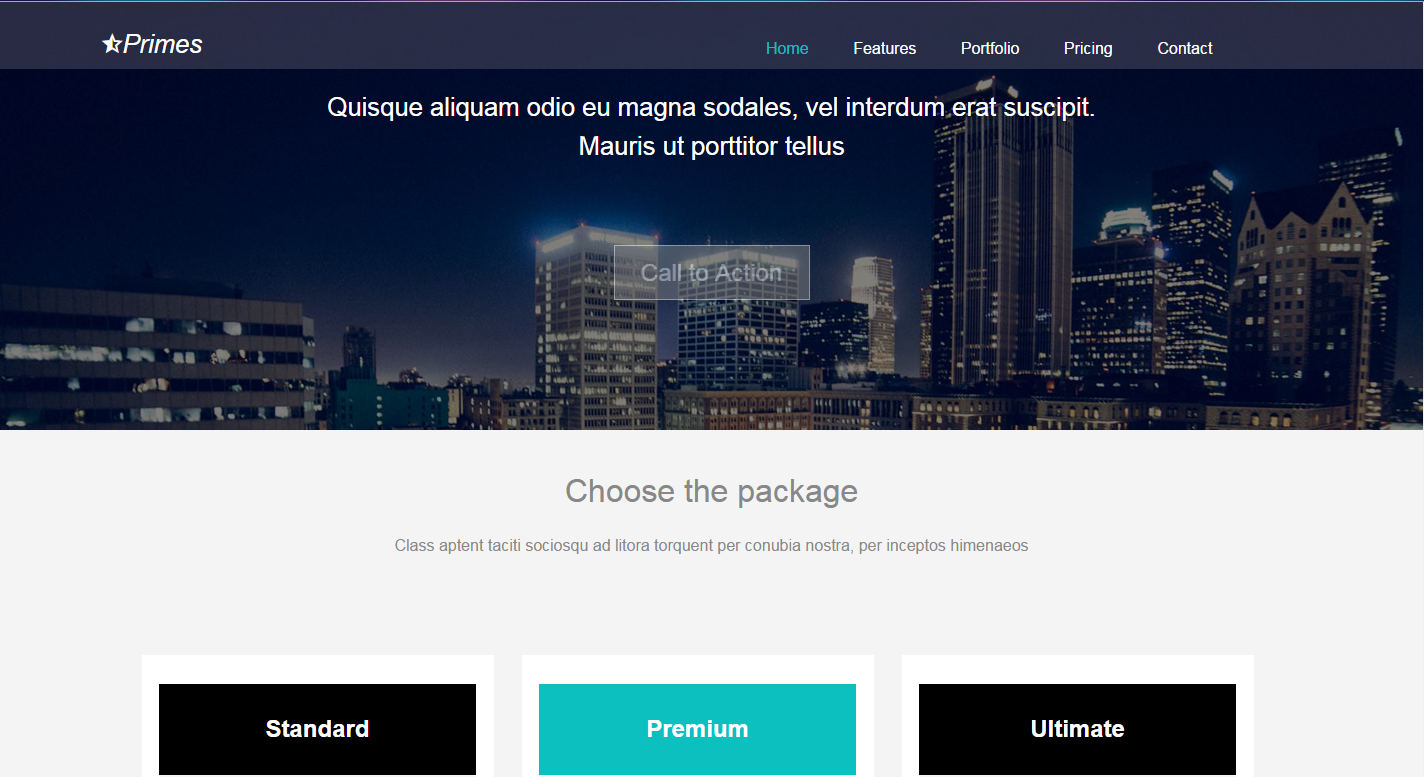 Primes
Home Features Portfolio Pricing Contact
Quisque aliquam odio eu magna sodales, vel interdum erat suscipit.
Mauris ut porttitor tellus
Call to Action
Choose the package
Class aptent taciti sociosqu ad litora torquent per conubia nostra, per inceptos himenaeos
Standard
Premium
Ultimate